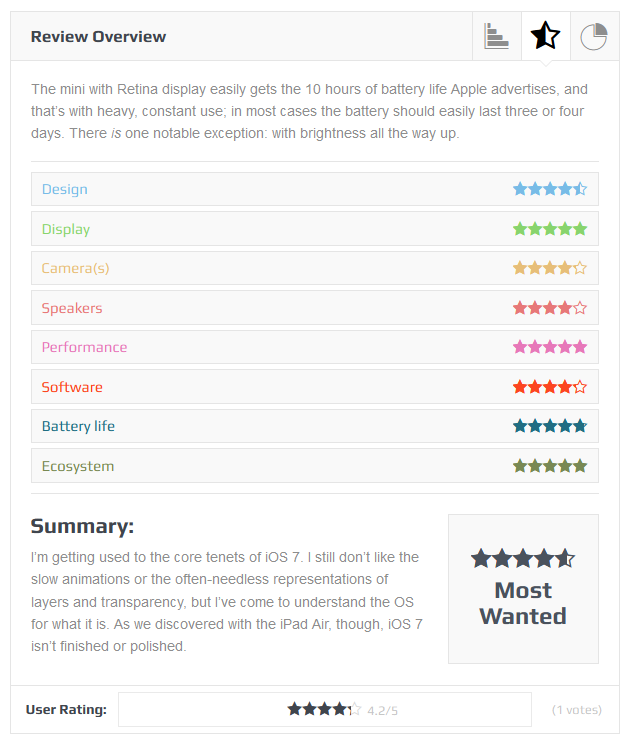 Review Overview
The mini with Retina display easily gets the 10 hours of battery life Apple advertises, and
that's with heavy, constant use; in most cases the battery should easily last three or four
days. There is one notable exception: with brightness all the way up.
Design
Display
Camera(s)
Speakers
Performance
Software
Battery life
Ecosystem
Summary:
I'm getting used to the core tenets of iOS 7. I still don't like the
slow animations or the often-needless representations of
layers and transparency, but I've come to understand the OS
for what it is. As we discovered with the iPad Air, though, iOS 7
isn't finished or polished.
Most
Wanted
User Rating: 4.2/5 (1 votes)